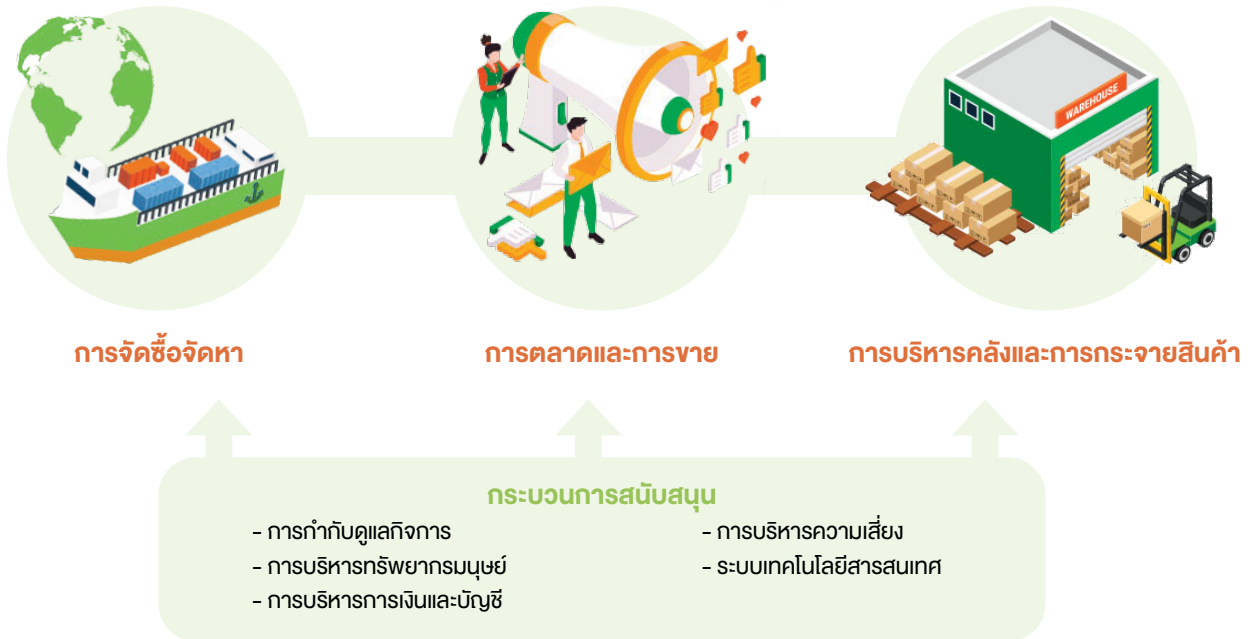 WAREHOUSE
การจัดซื้อจัดหา
การตลาดและการขาย
การบริหารคลังและการกระจายสินค้า
กระบวนการสนับสนุน
- การกำกับดูแลกิจการ
- การบริหารทรัพยากรมนุษย์
- การบริหารการเงินและบัญชี
- การบริหารความเสี่ยง
- ระบบเทคโนโลยีสารสนเทศ